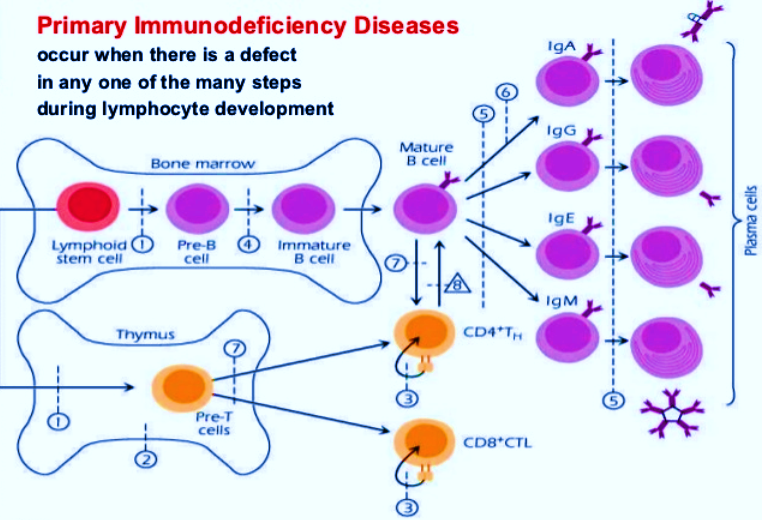 Primary Immunodeficiency Diseases
occur when there is a defect
in any one of the many steps
during lymphocyte development
IgA
6
5
Mature
B cell
IgG
Bone marrow
Lymphoid
stem cell
1
Pre-B
cell
4
Immature
B cell
IgE
7
8
IgM
Plasma cells
Thymus
7
CD4⁺T_H
3
1
Pre-T
cells
2
5
CD8⁺CTL
3